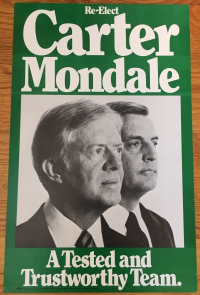 Re-Elect
Carter
Mondale
A Tested and
Trustworthy Team.